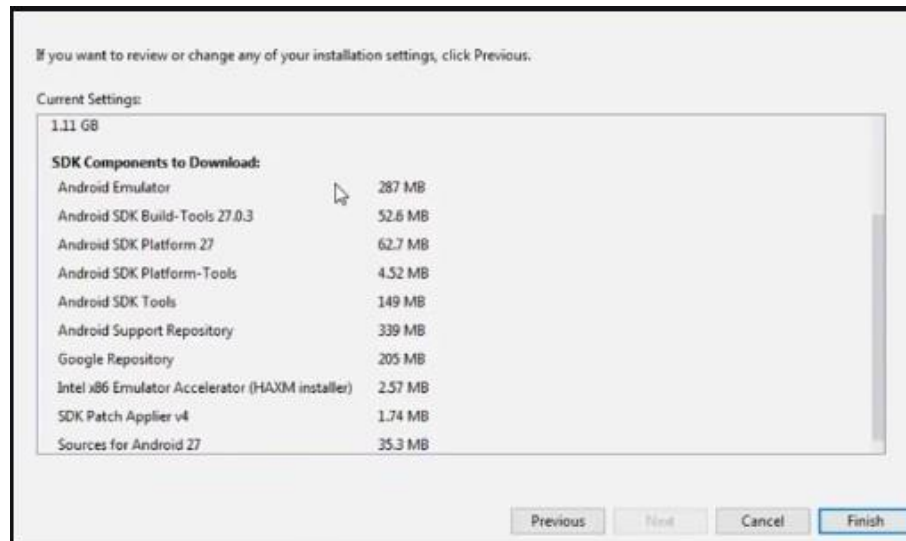 If you want to review or change any of your installation settings, click Previous.
Current Settings:
1.11 GB
SDK Components to Download:
Android Emulator 287 MB
Android SDK Build-Tools 27.0.3 52.6 MB
Android SDK Platform 27 62.7 MB
Android SDK Platform-Tools 4.52 MB
Android SDK Tools 149 MB
Android Support Repository 339 MB
Google Repository 205 MB
Intel x86 Emulator Accelerator (HAXM installer) 2.57 MB
SDK Patch Applier v4 1.74 MB
Sources for Android 27 35.3 MB
Previous Next Cancel Finish